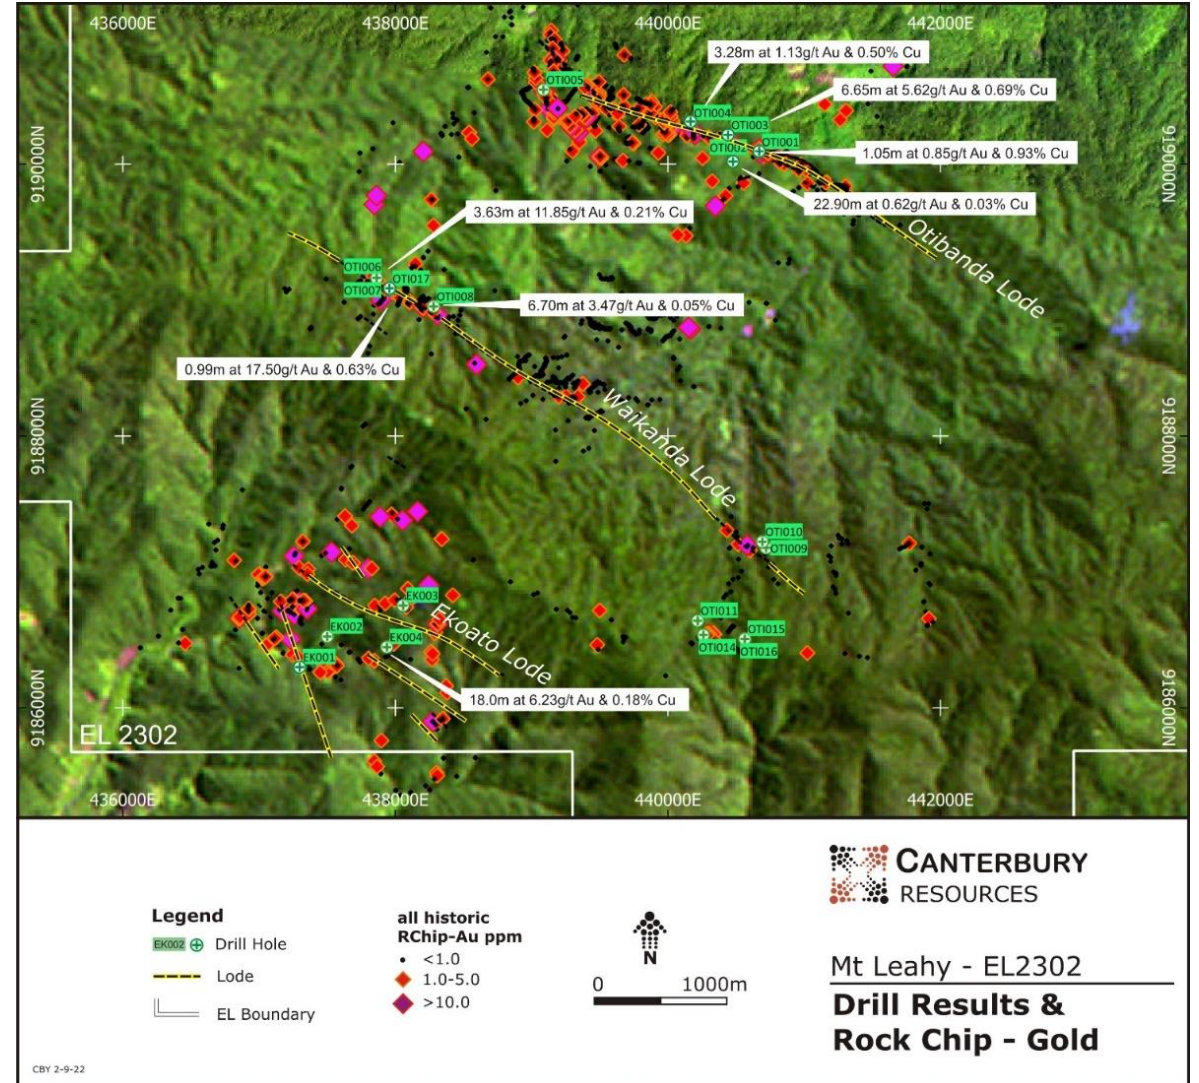 436000E 438000E 440000E 442000E
3.28m at 1.13g/t Au & 0.50% Cu
OTI005
6.65m at 5.62g/t Au & 0.69% Cu
OTI004
OTI003
9190000N
9190000N
OTI002
OTI001
1.05m at 0.85g/t Au & 0.93% Cu
22.90m at 0.62g/t Au & 0.03% Cu
3.63m at 11.85g/t Au & 0.21% Cu
Otibanda Lode
OTI006
OTI017
OTI007
OTI008
6.70m at 3.47g/t Au & 0.05% Cu
0.99m at 17.50g/t Au & 0.63% Cu
Waikanda Lode
9188000N
9188000N
OTI010
OTI009
EK003
Ekoato Lode
OTI011
EK002
EK004
OTI015
OTI014
OTI016
EK001
18.0m at 6.23g/t Au & 0.18% Cu
9186000N
9186000N
EL 2302
436000E 438000E 440000E 442000E
CANTERBURY
RESOURCES
Legend
EK002 Drill Hole
Lode
EL Boundary
all historic
RChip-Au ppm
<1.0
1.0-5.0
>10.0
N
0 1000m
Mt Leahy - EL2302
Drill Results &
Rock Chip - Gold
CBY 2-9-22